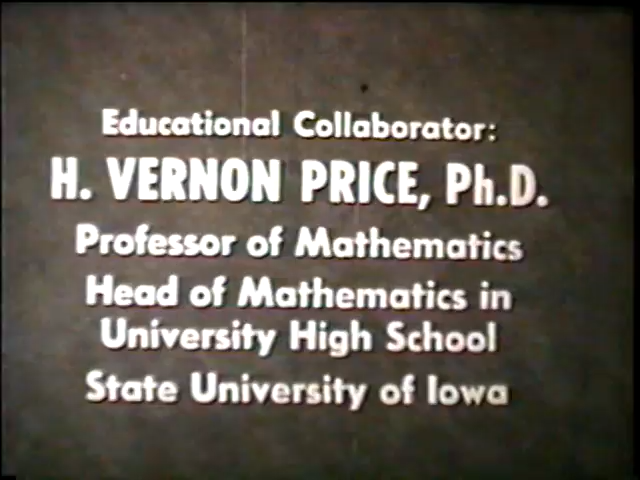 Educational Collaborator:
H. VERNON PRICE, Ph.D.
Professor of Mathematics
Head of Mathematics in
University High School
State University of Iowa